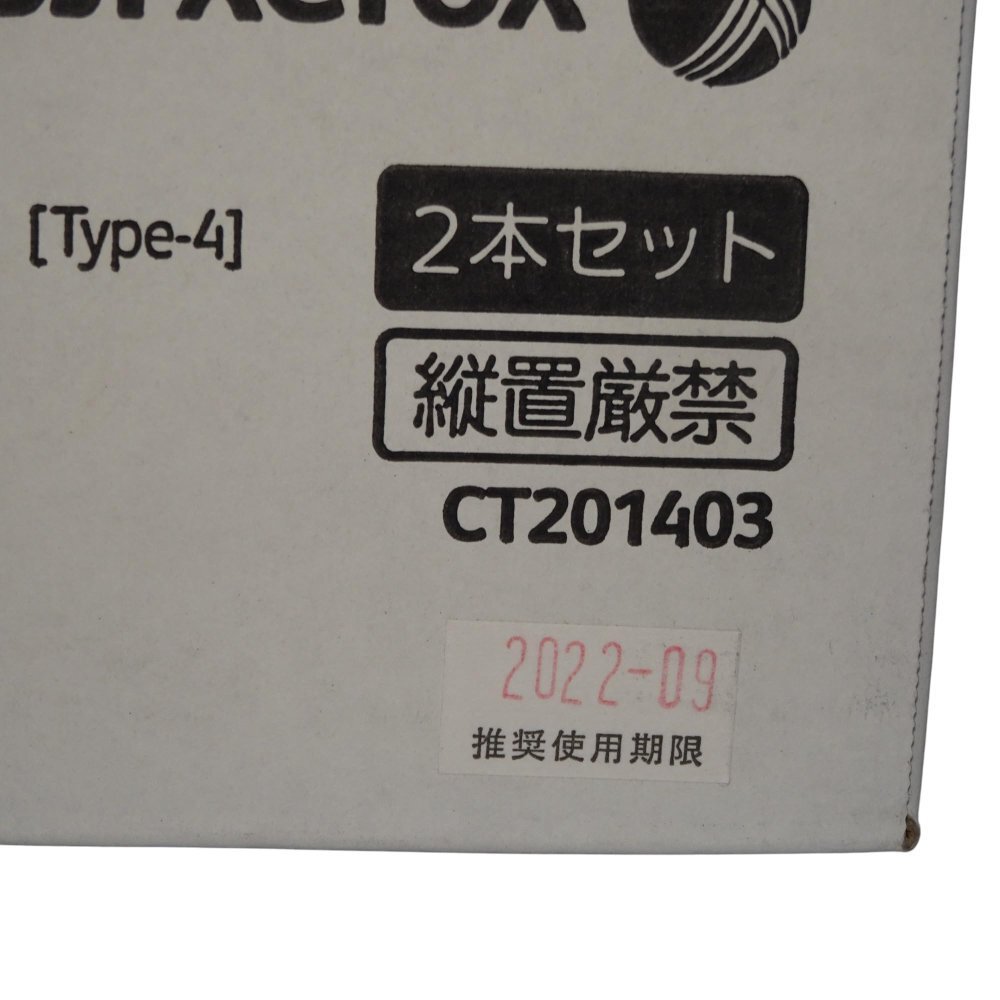 [Type-4]
2本セット
縦置厳禁
CT201403
2022-09
推奨使用期限